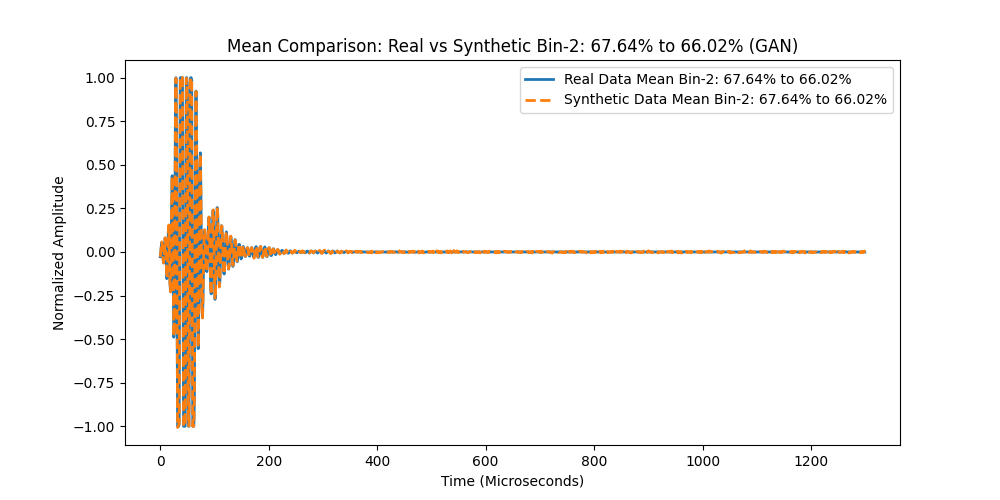 Mean Comparison: Real vs Synthetic Bin-2: 67.64% to 66.02% (GAN)
Real Data Mean Bin-2: 67.64% to 66.02%
Synthetic Data Mean Bin-2: 67.64% to 66.02%
Normalized Amplitude
1.00
0.75
0.50
0.25
0.00
−0.25
−0.50
−0.75
−1.00
0 200 400 600 800 1000 1200
Time (Microseconds)